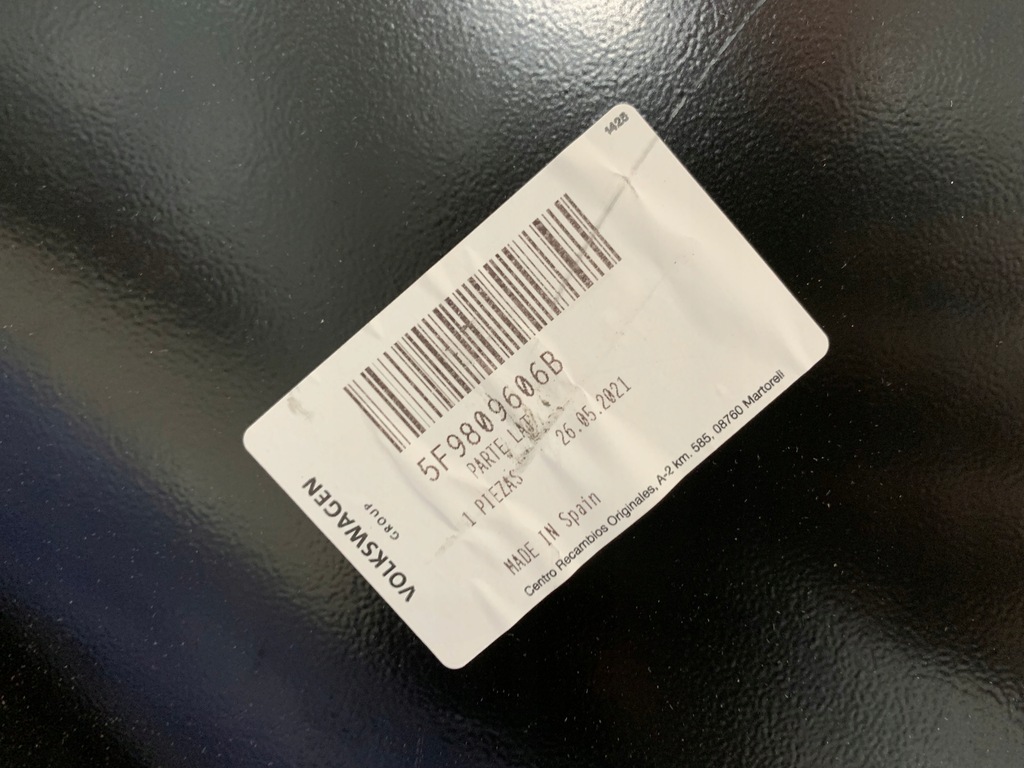 1425
5F9809606B
PARTE
1 PIEZAS 26.05.2021
MADE IN Spain
Centro Recambios Originales, A-2 km. 585, 08760 Martorell
VOLKSWAGEN
GROUP